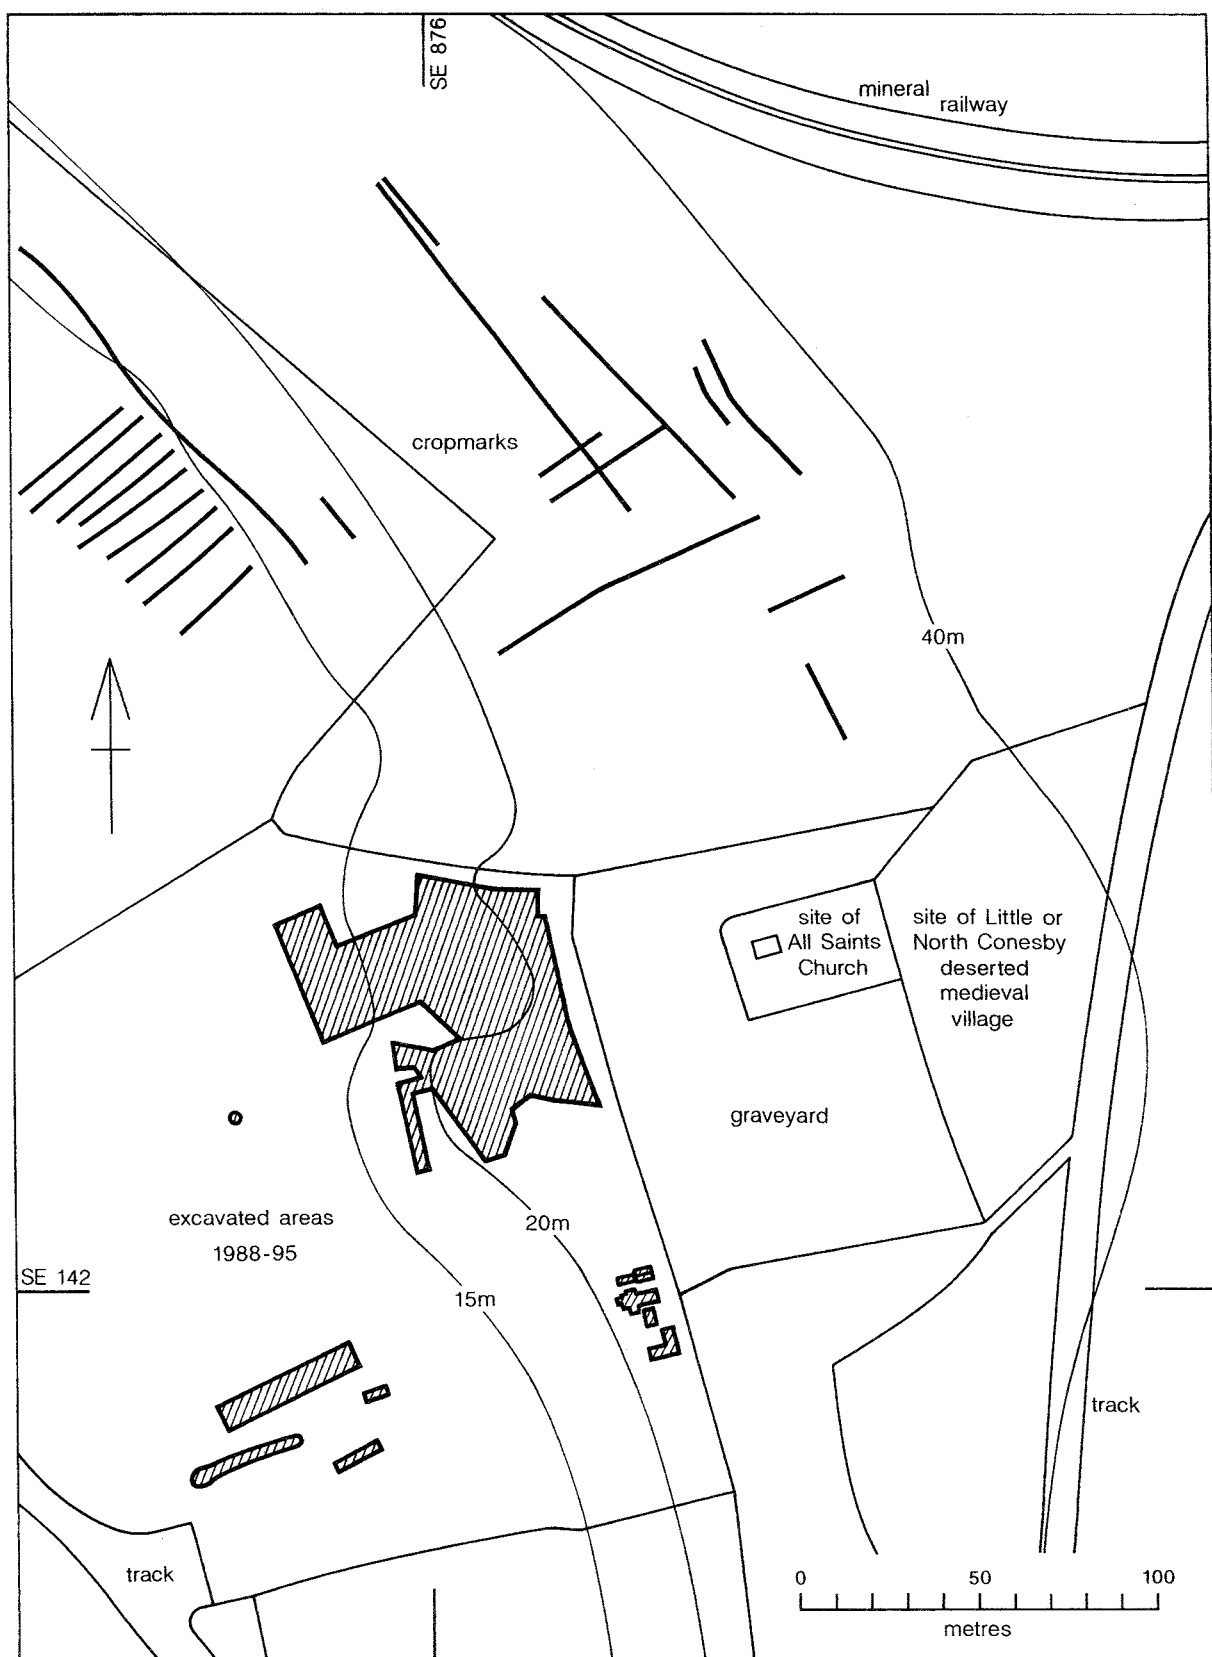 SE 876
mineral
railway
cropmarks
40m
site of
All Saints
Church
site of Little or
North Conesby
deserted
medieval
village
graveyard
excavated areas
1988-95
20m
SE 142
15m
track
track
0 50 100
metres